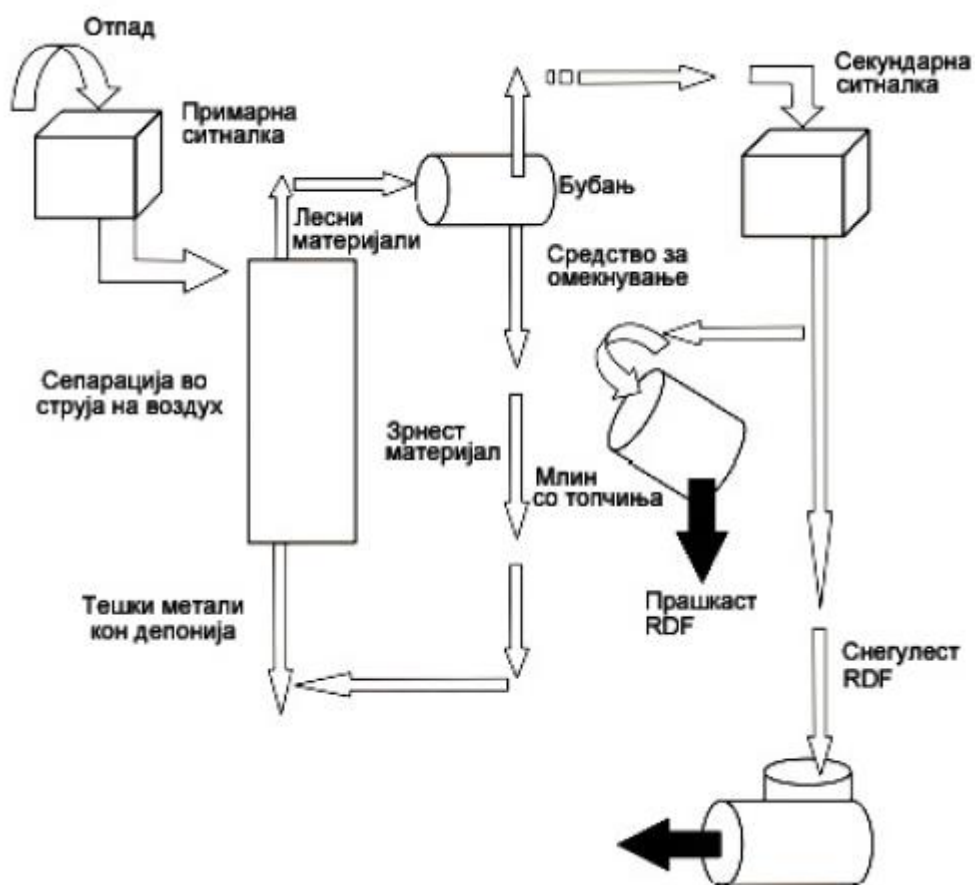 Отпад
Примарна
ситналка
Секундарна
ситналка
Бубањ
Лесни
материјали
Средство за
омекнување
Сепарација во
струја на воздух
Зрнест
материјал
Млин
со топчиња
Тешки метали
кон депонија
Прашкаст
RDF
Снегулест
RDF